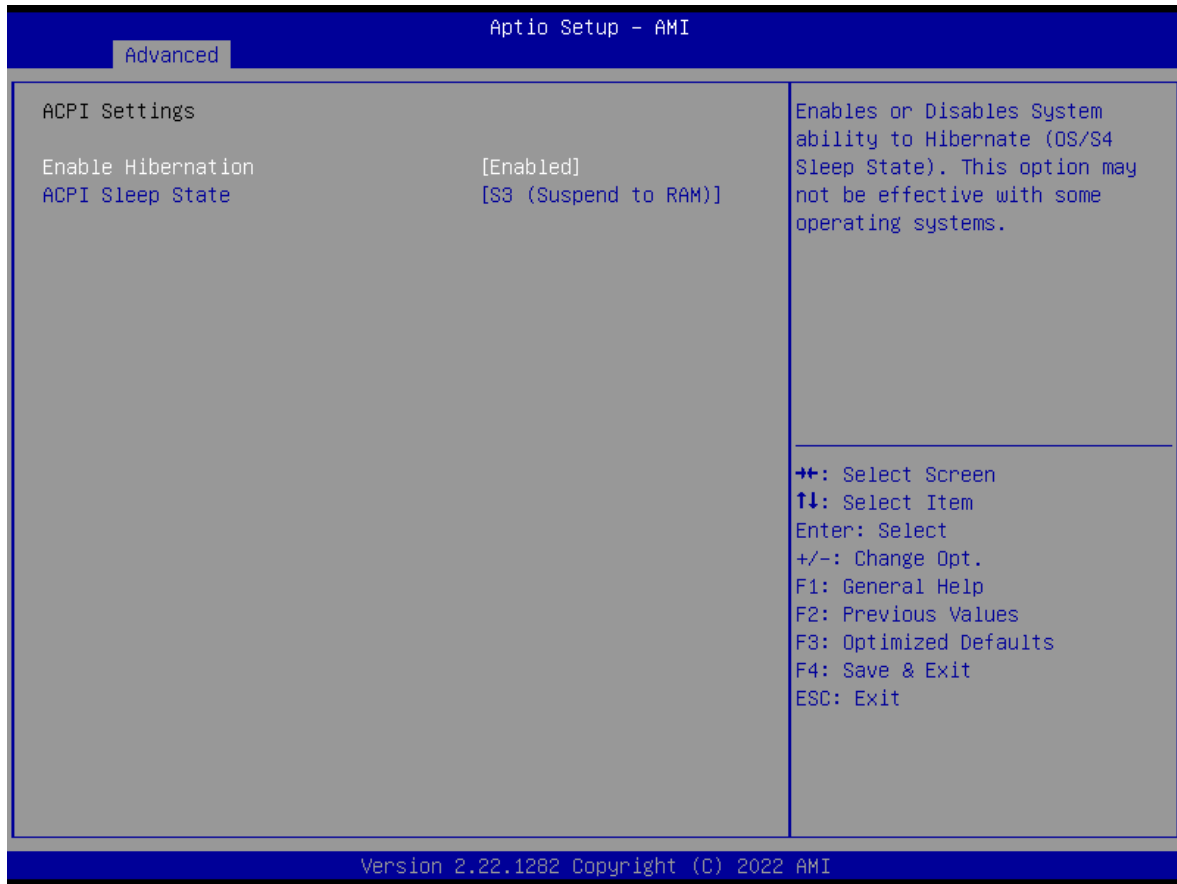 Aptio Setup – AMI
Advanced
ACPI Settings
Enable Hibernation [Enabled]
ACPI Sleep State [S3 (Suspend to RAM)]
Enables or Disables System
ability to Hibernate (OS/S4
Sleep State). This option may
not be effective with some
operating systems.
→←: Select Screen
↑↓: Select Item
Enter: Select
+/-: Change Opt.
F1: General Help
F2: Previous Values
F3: Optimized Defaults
F4: Save & Exit
ESC: Exit
Version 2.22.1282 Copyright (C) 2022 AMI